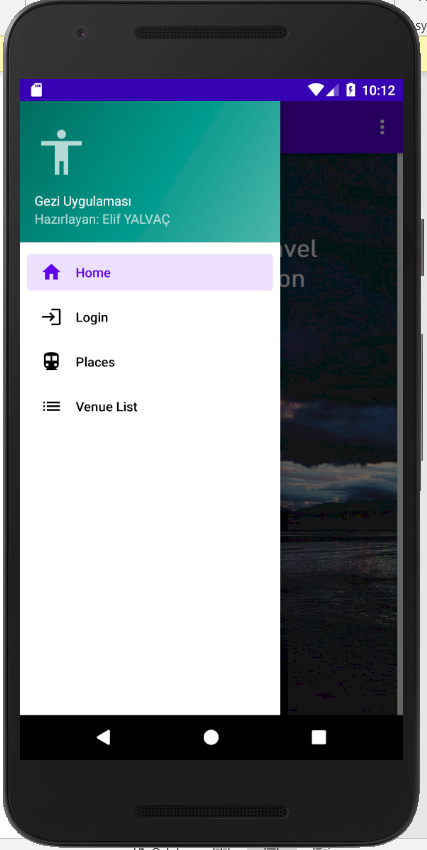 10:12
Gezi Uygulaması
Hazırlayan: Elif YALVAÇ
Home
Login
Places
Venue List